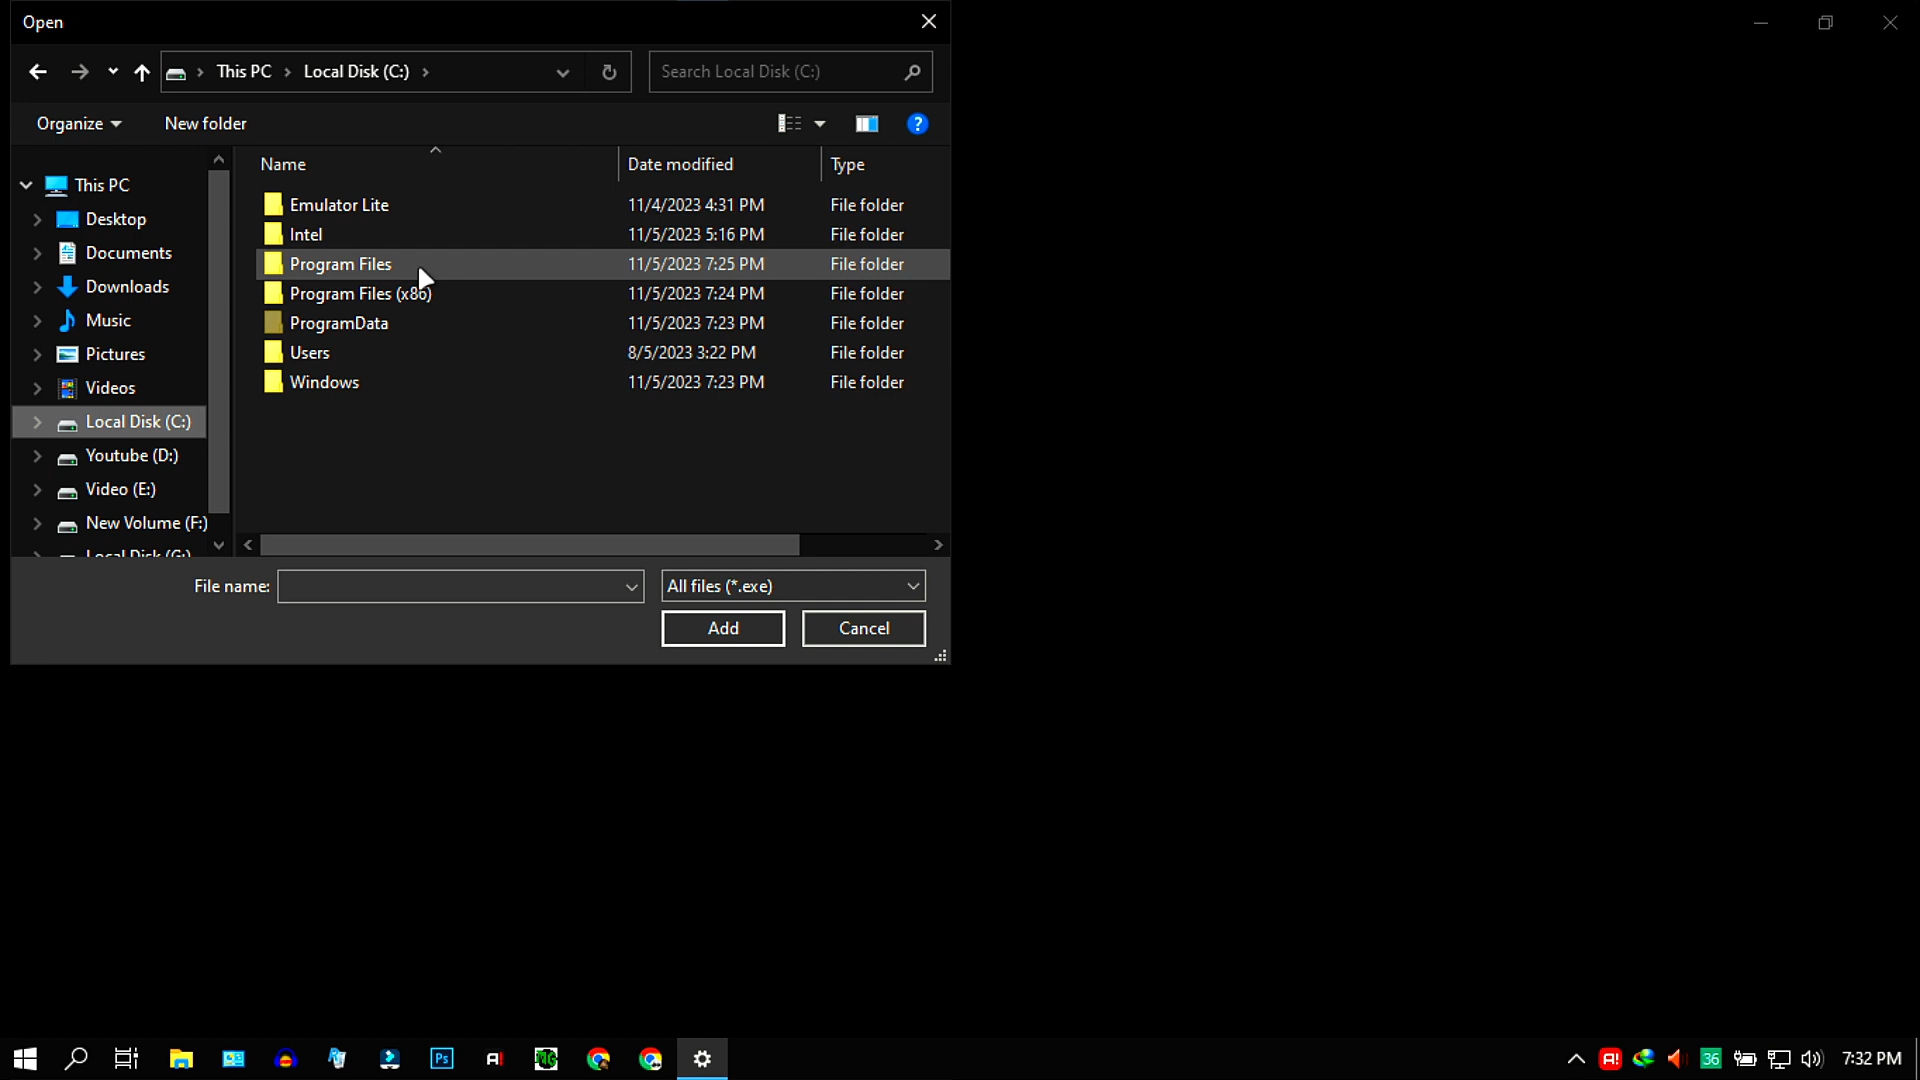 Open
This PC Local Disk (C:)
Search Local Disk (C:)
Organize
New folder
?
Name
Date modified
Type
This PC
Desktop
Documents
Downloads
Music
Pictures
Videos
Local Disk (C:)
Youtube (D:)
Video (E:)
New Volume (F:)
Local Disk (G:)
Emulator Lite 11/4/2023 4:31 PM File folder
Intel 11/5/2023 5:16 PM File folder
Program Files 11/5/2023 7:25 PM File folder
Program Files (x86) 11/5/2023 7:24 PM File folder
ProgramData 11/5/2023 7:23 PM File folder
Users 8/5/2023 3:22 PM File folder
Windows 11/5/2023 7:23 PM File folder
File name:
All files (*.exe)
Add
Cancel
Ps
A!
A!
36
7:32 PM